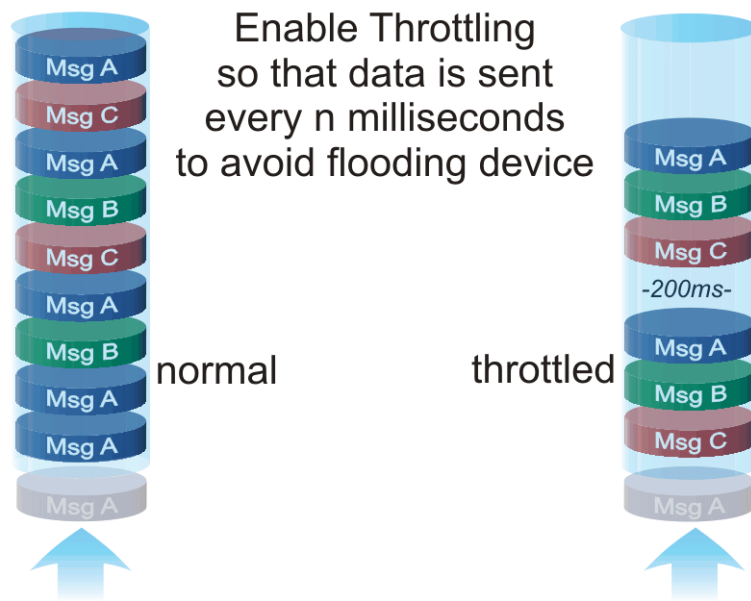 Enable Throttling
so that data is sent
every n milliseconds
to avoid flooding device
Msg A
Msg C
Msg A
Msg B
Msg C
Msg A
Msg B
Msg A
Msg A
Msg A
normal
throttled
Msg A
Msg B
Msg C
-200ms-
Msg A
Msg B
Msg C
Msg A